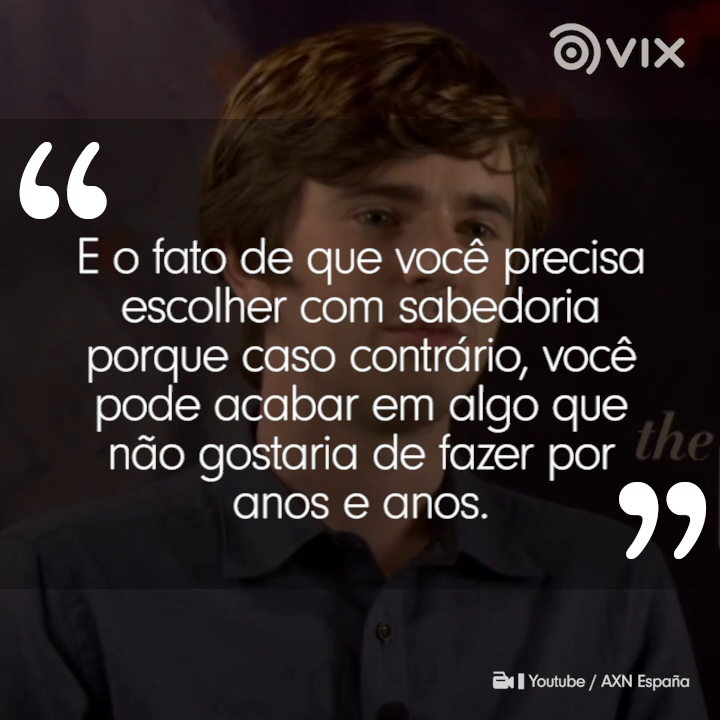 VIX
“
E o fato de que você precisa
escolher com sabedoria
porque caso contrário, você
pode acabar em algo que
não gostaria de fazer por
anos e anos.
”
the
Youtube / AXN España